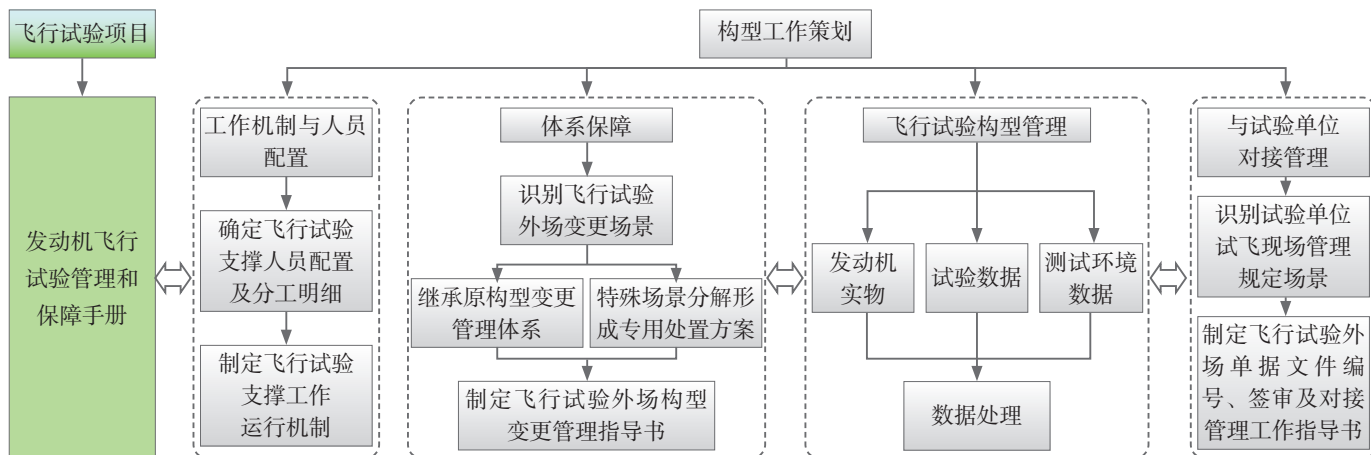 飞行试验项目
发动机飞行
试验管理和
保障手册
构型工作策划
工作机制与人员
配置
确定飞行试验
支撑人员配置
及分工明细
制定飞行试验
支撑工作
运行机制
体系保障
识别飞行试验
外场变更场景
继承原构型变更
管理体系
特殊场景分解形
成专用处置方案
制定飞行试验外场构型
变更管理指导书
飞行试验构型管理
发动机
实物
试验数据
测试环境
数据
数据处理
与试验单位
对接管理
识别试验单位
试飞现场管理
规定场景
制定飞行试验外
场单据文件编
号、签审及对接
管理工作指导书